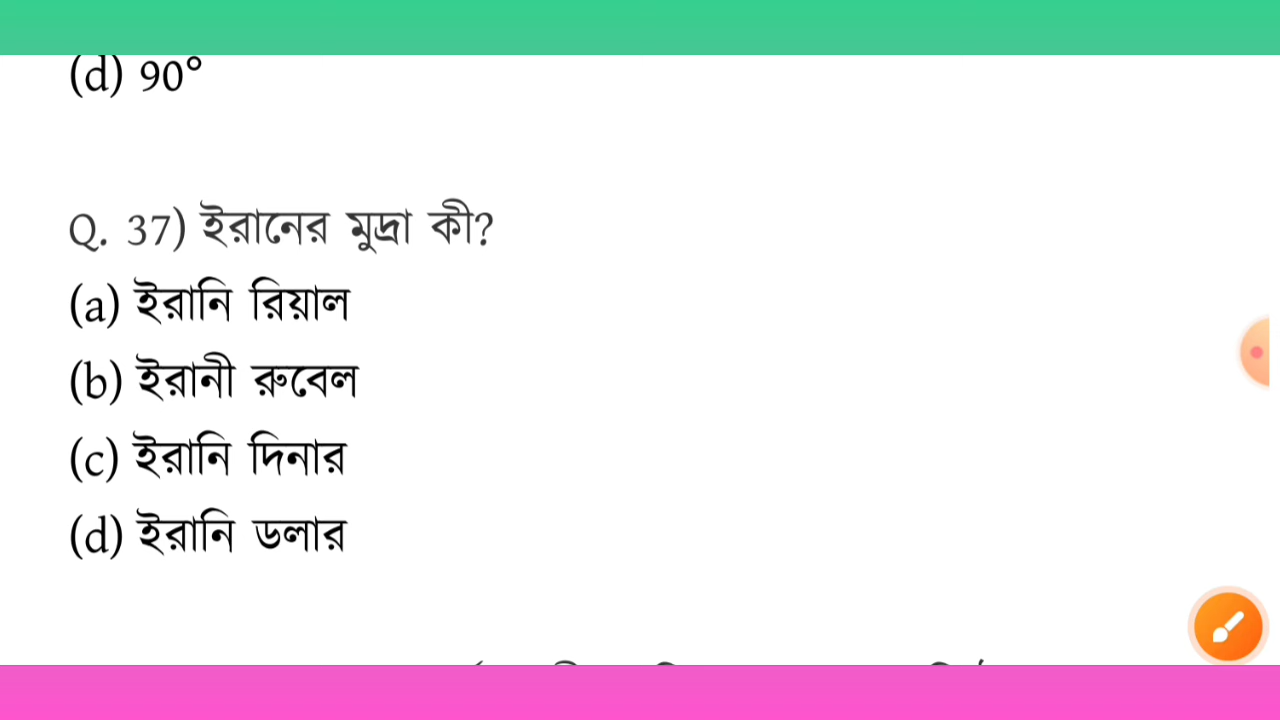 (d) 90°
Q. 37) ইরানের মুদ্রা কী?
(a) ইরানি রিয়াল
(b) ইরানী রুবেল
(c) ইরানি দিনার
(d) ইরানি ডলার